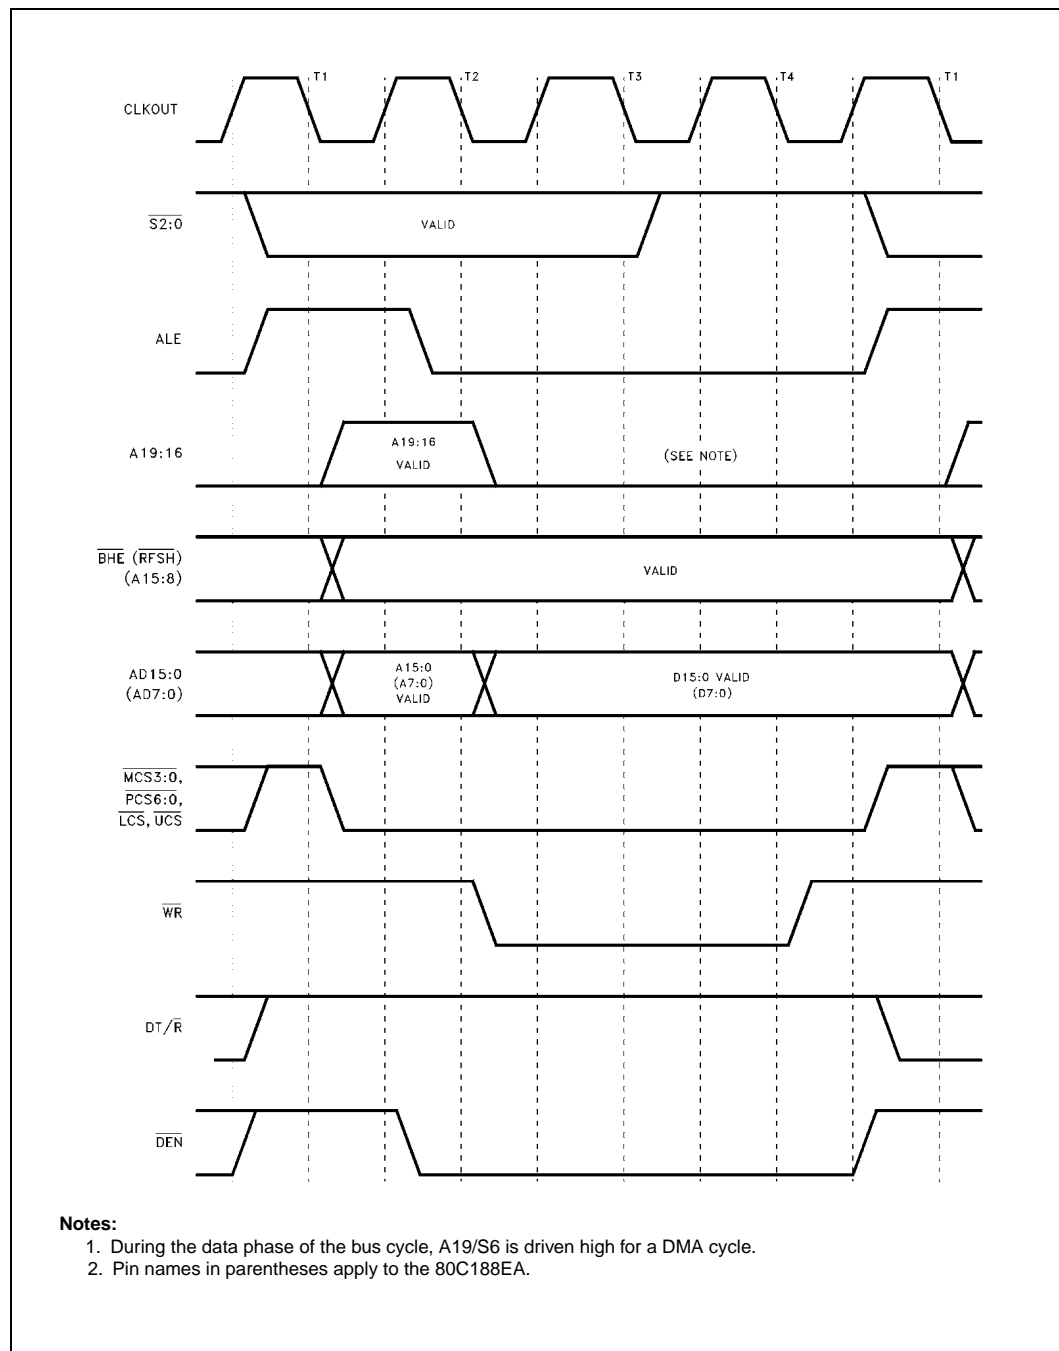 T1 T2 T3 T4 T1
CLKOUT
S2:0
VALID
ALE
A19:16
A19:16
VALID
(SEE NOTE)
BHE (RFSH)
(A15:8)
VALID
AD15:0
(AD7:0)
A15:0
(A7:0)
VALID
D15:0 VALID
(D7:0)
MCS3:0,
PCS6:0,
LCS, UCS
WR
DT/R
DEN
Notes:
1. During the data phase of the bus cycle, A19/S6 is driven high for a DMA cycle.
2. Pin names in parentheses apply to the 80C188EA.